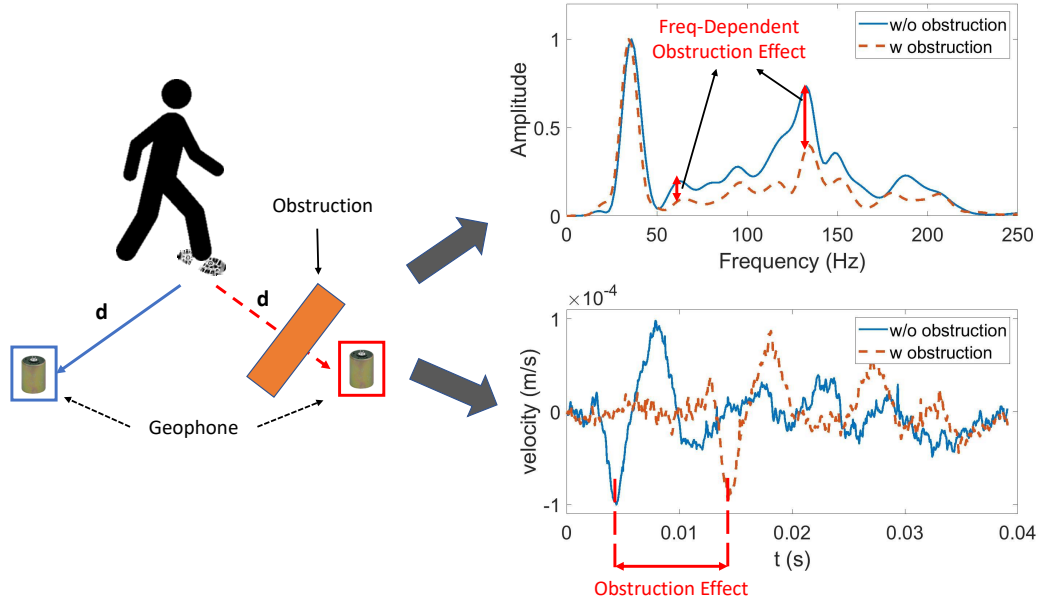 Obstruction
d
d
Geophone
Freq-Dependent
Obstruction Effect
w/o obstruction
w obstruction
Amplitude
1
0.5
0
0
50
100
150
200
250
Frequency (Hz)
×10⁻⁴
w/o obstruction
w obstruction
velocity (m/s)
1
0
-1
0
0.01
0.02
0.03
0.04
t (s)
Obstruction Effect